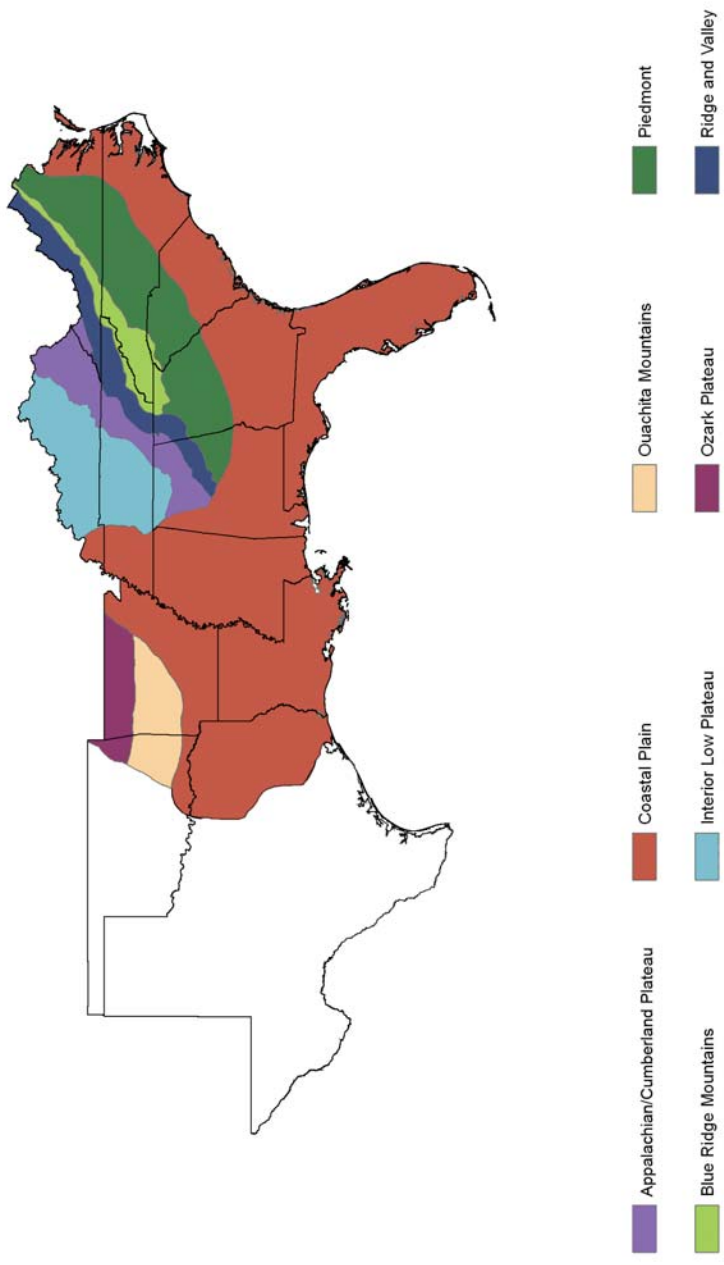 Appalachian/Cumberland Plateau
Coastal Plain
Ouachita Mountains
Piedmont
Blue Ridge Mountains
Interior Low Plateau
Ozark Plateau
Ridge and Valley